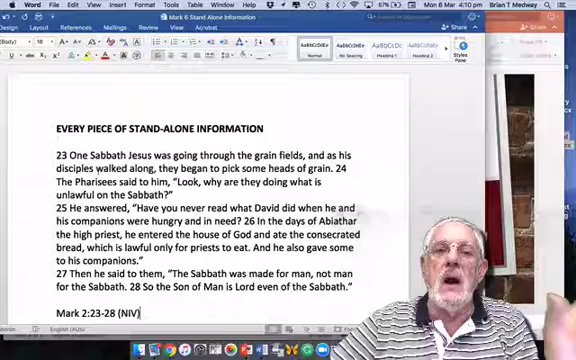 Word File Edit View Insert Format Tools Table Window
67% Mon 6 Mar 4:10 pm Brian T Medway
Mark 6 Stand Alone Information
Layout References Mailings Review View Acrobat
Share
16
AaBbCcDdEe AaBbCcDc AaBbCcDdEe
Normal Heading 1 Heading 2 Styles
Pane
EVERY PIECE OF STAND-ALONE INFORMATION
23 One Sabbath Jesus was going through the grain fields, and as his
disciples walked along, they began to pick some heads of grain. 24
The Pharisees said to him, “Look, why are they doing what is
unlawful on the Sabbath?”
25 He answered, “Have you never read what David did when he and
his companions were hungry and in need? 26 In the days of Abiathar
the high priest, he entered the house of God and ate the consecrated
bread, which is lawful only for priests to eat. And he also gave some
to his companions.”
27 Then he said to them, “The Sabbath was made for man, not man
for the Sabbath. 28 So the Son of Man is Lord even of the Sabbath.”
Mark 2:23-28 (NIV)
English (AUS)